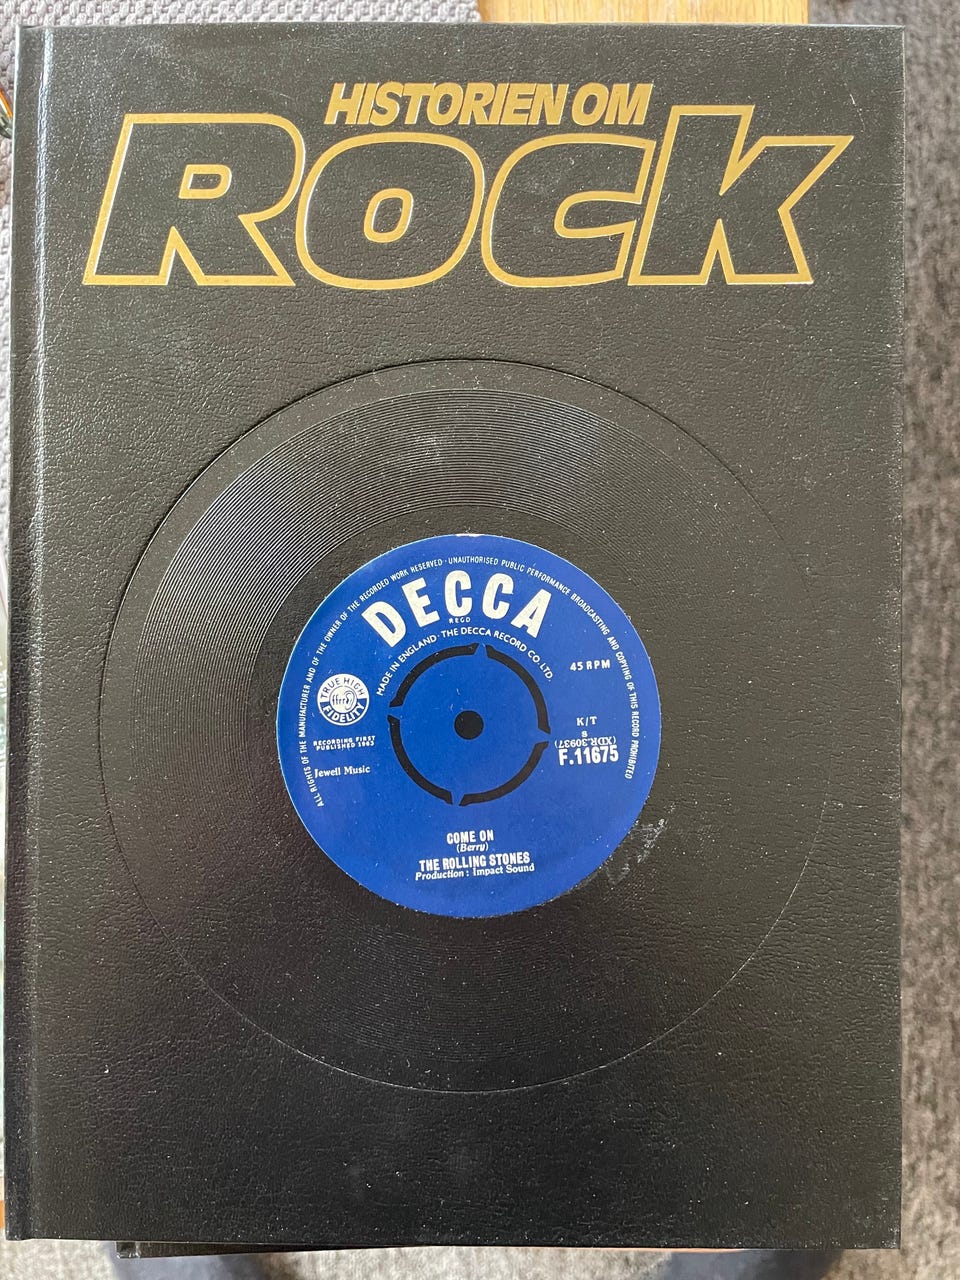 HISTORIEN OM
ROCK
ALL RIGHTS OF THE MANUFACTURER AND OF THE OWNER OF THE RECORDED WORK RESERVED · UNAUTHORISED PUBLIC PERFORMANCE BROADCASTING AND COPYING OF THIS RECORD PROHIBITED
DECCA
REGD
MADE IN ENGLAND · THE DECCA RECORD CO. LTD.
TRUE HIGH
ffrr
FIDELITY
45 RPM
RECORDING FIRST
PUBLISHED 1963
Jewell Music
K/T
S
(XDR.30937)
F.11675
COME ON
(Berry)
THE ROLLING STONES
Production : Impact Sound